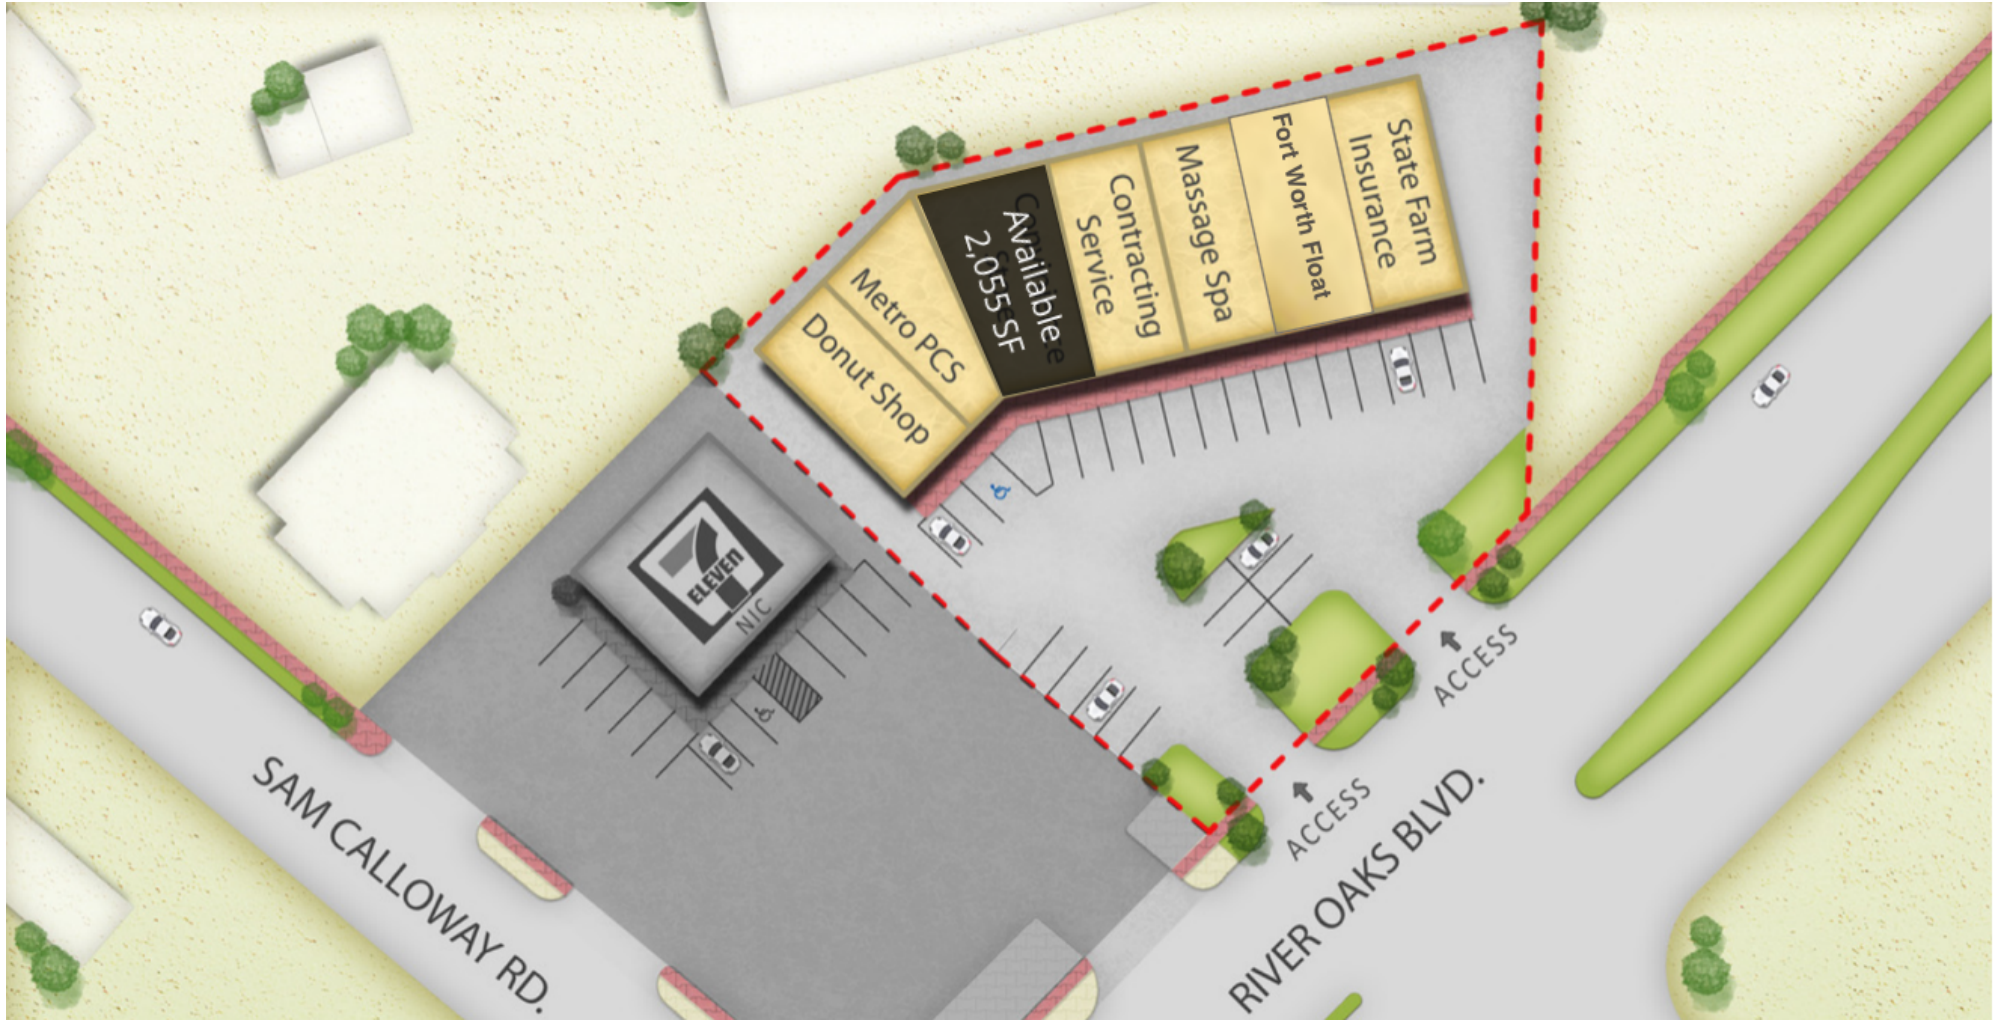 State Farm
Insurance
Fort Worth Float
Massage Spa
Contracting
Service
Available
2,055 SF
Metro PCS
Donut Shop
7
ELEVEN
NIC
ACCESS
ACCESS
SAM CALLOWAY RD.
RIVER OAKS BLVD.